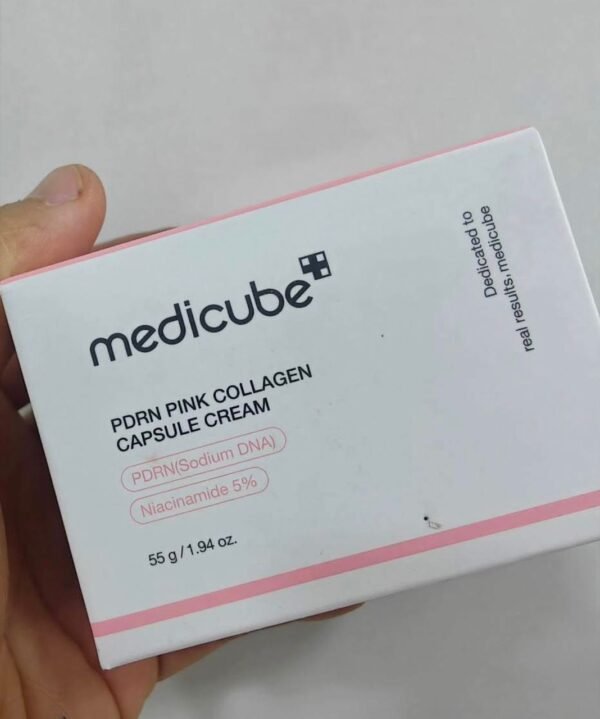 medicube
PDRN PINK COLLAGEN
CAPSULE CREAM
PDRN(Sodium DNA)
Niacinamide 5%
55 g / 1.94 oz.
Dedicated to
real results, medicube